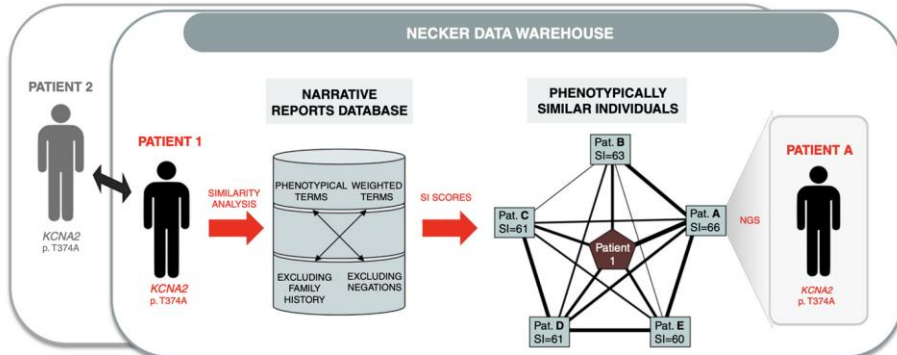 NECKER DATA WAREHOUSE
PATIENT 2
KCNA2
p. T374A
PATIENT 1
KCNA2
p. T374A
SIMILARITY
ANALYSIS
NARRATIVE
REPORTS DATABASE
PHENOTYPICAL
TERMS
WEIGHTED
TERMS
EXCLUDING
FAMILY
HISTORY
EXCLUDING
NEGATIONS
SI SCORES
PHENOTYPICALLY
SIMILAR INDIVIDUALS
Pat. B
SI=63
Pat. C
SI=61
Pat. A
SI=66
Patient
1
Pat. D
SI=61
Pat. E
SI=60
NGS
PATIENT A
KCNA2
p. T374A